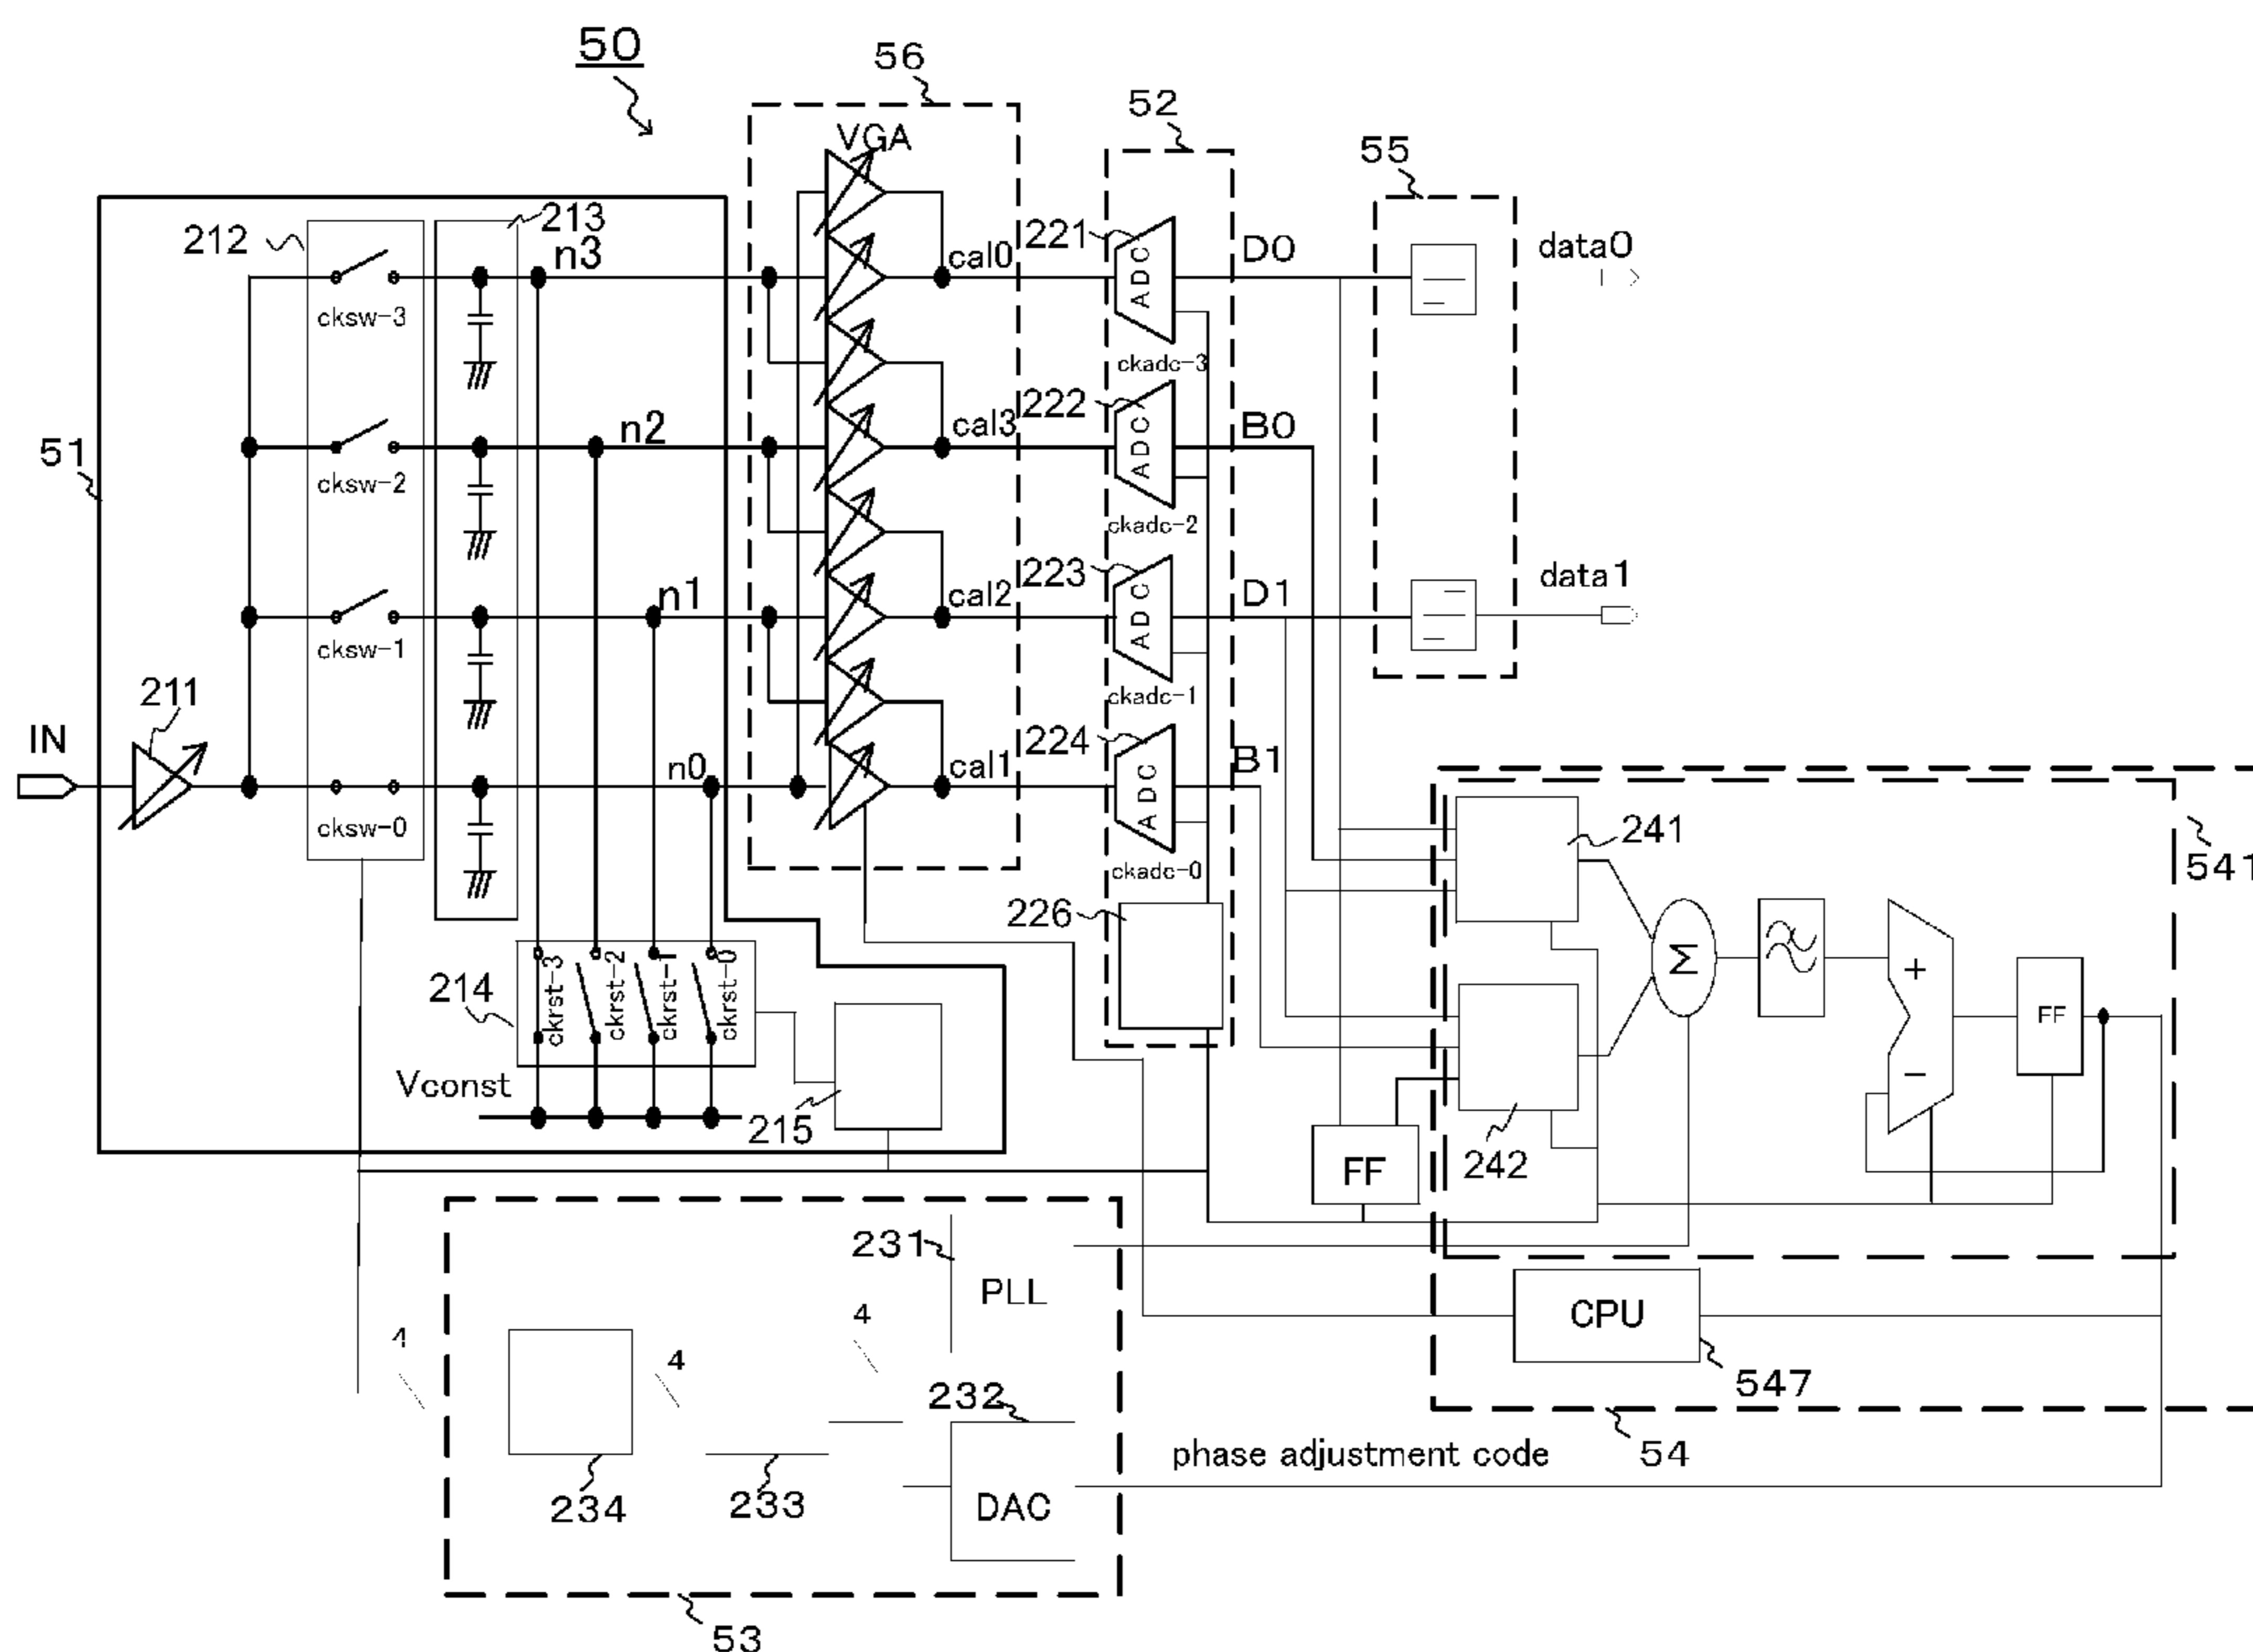 50
56
52
55
VGA
212
213
n3
cal0
221
ADC
D0
data0
cksw-3
ckadc-3
51
n2
cal3
222
ADC
B0
cksw-2
ckadc-2
n1
cal2
223
ADC
D1
data1
cksw-1
ckadc-1
IN
211
n0
cal1
224
ADC
B1
cksw-0
ckadc-0
241
541
226
214
ckrst-3
ckrst-2
ckrst-1
ckrst-0
Σ
+
−
FF
Vconst
215
FF
242
231
PLL
4
4
4
CPU
547
232
DAC
234
233
phase adjustment code
54
53